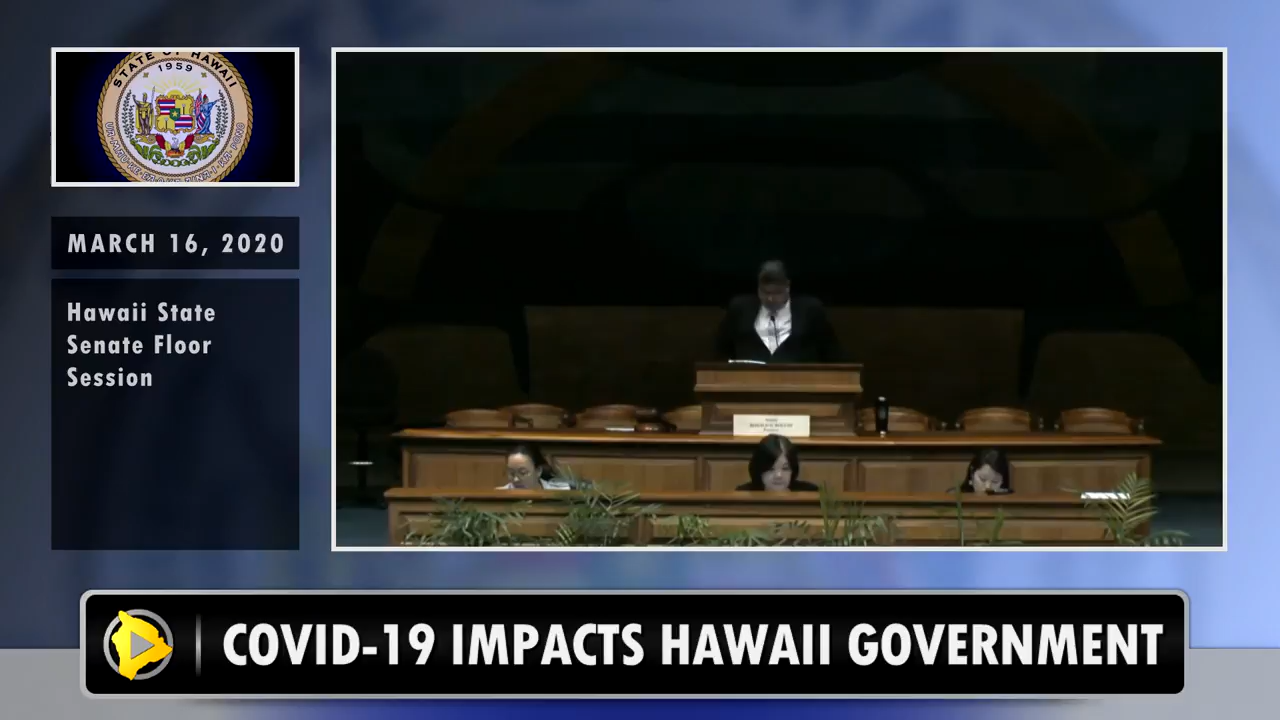 STATE OF HAWAII
1959
MARCH 16, 2020
Hawaii State
Senate Floor
Session
COVID-19 IMPACTS HAWAII GOVERNMENT